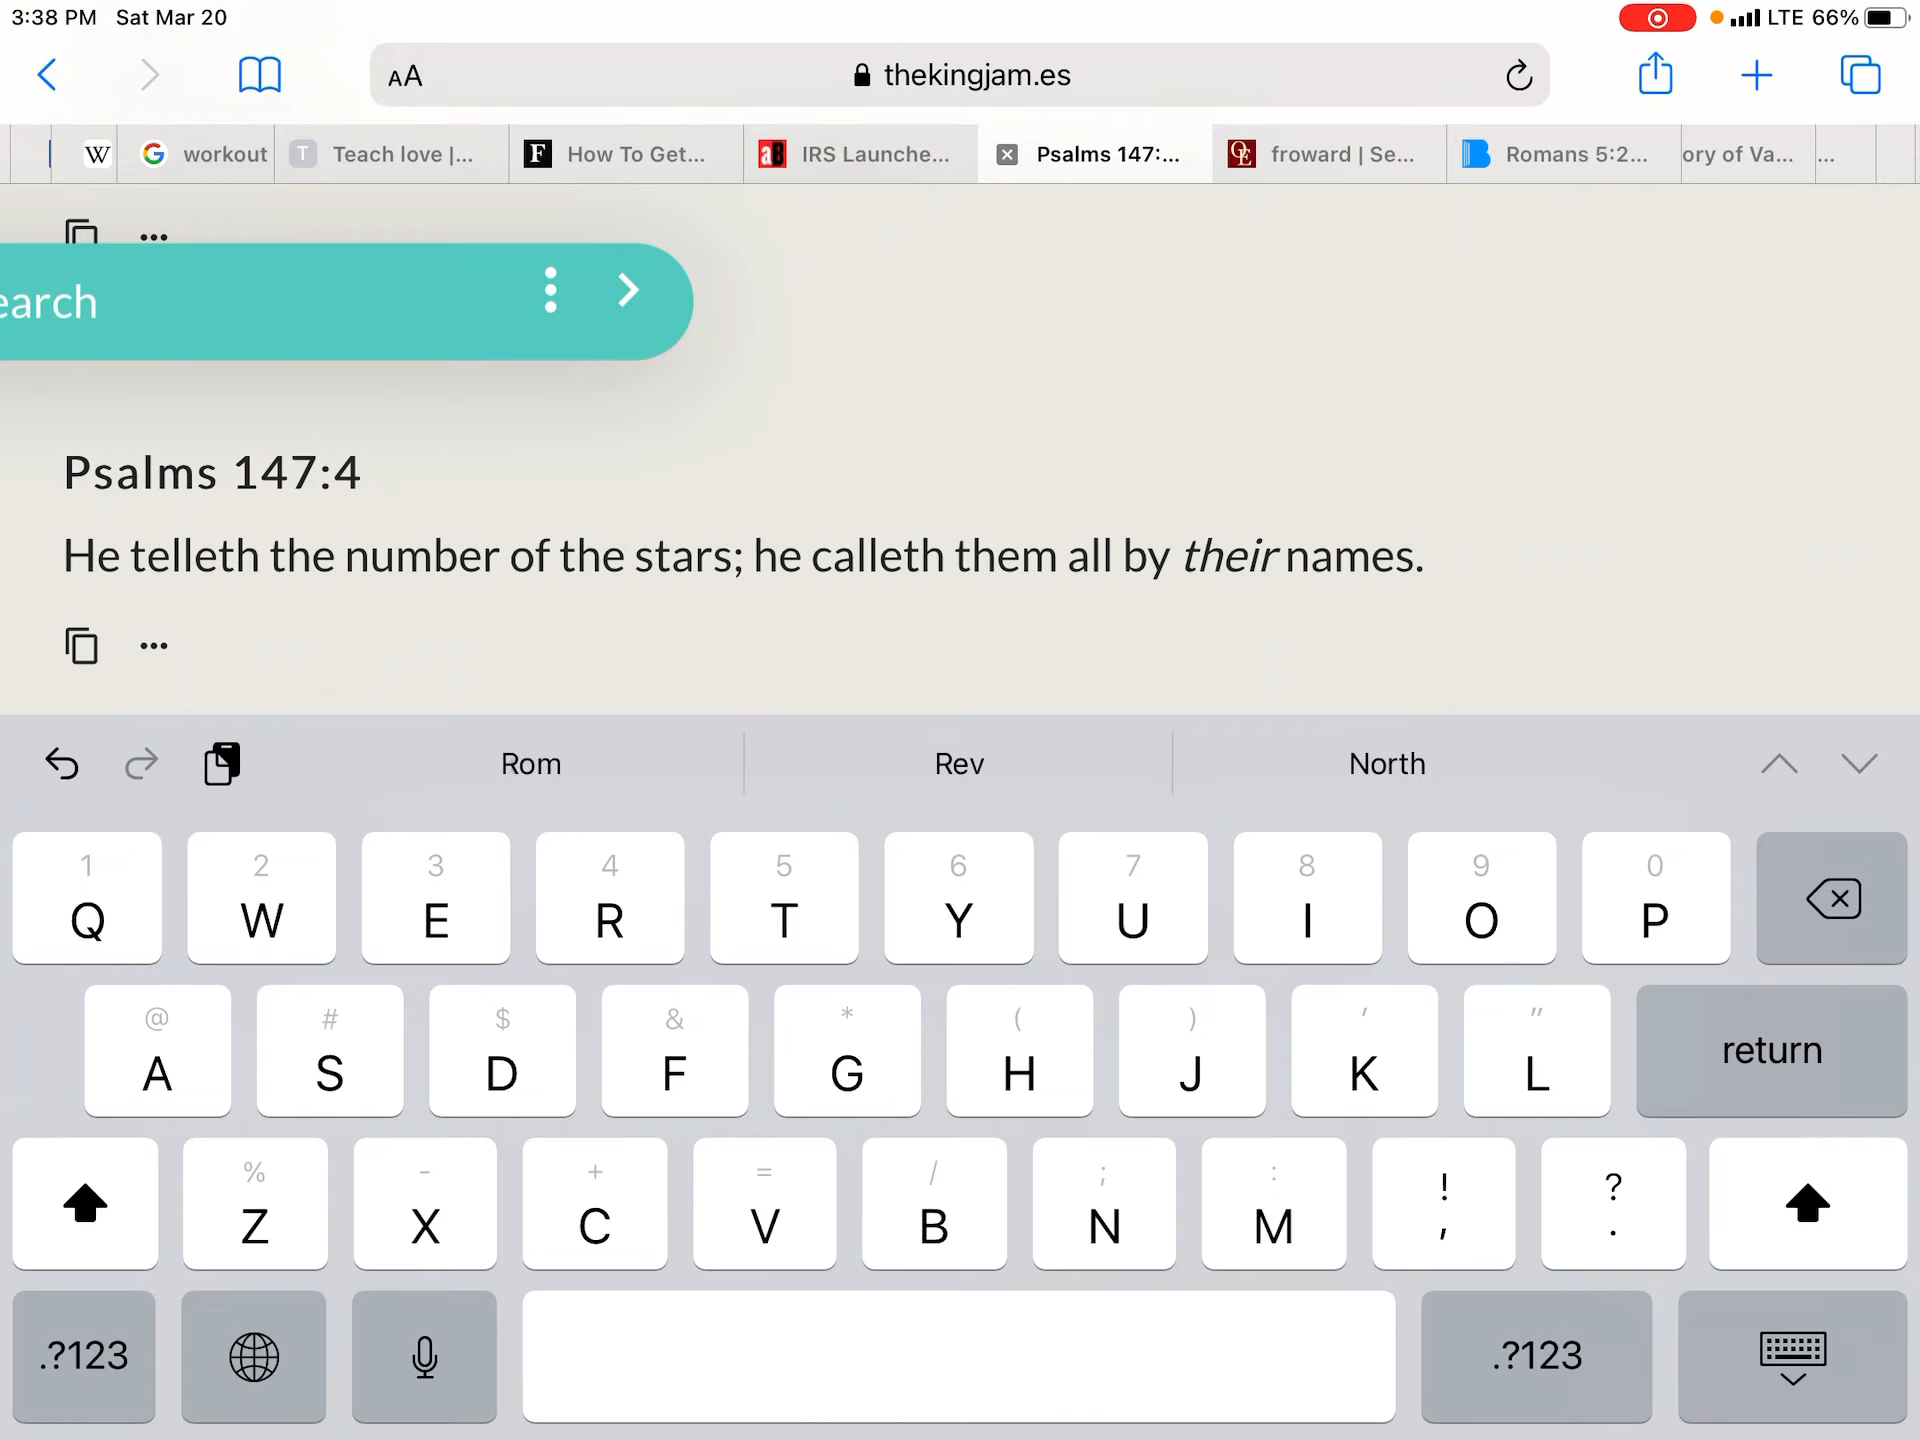 3:38 PM Sat Mar 20
LTE 66%
AA
thekingjam.es
W
workout
T Teach love |...
F How To Get...
aB IRS Launche...
Psalms 147:...
OE froward | Se...
Romans 5:2...
ory of Va...
...
earch
Psalms 147:4
He telleth the number of the stars; he calleth them all by their names.
Rom
Rev
North
1 2 3 4 5 6 7 8 9 0
Q W E R T Y U I O P
@ # $ & * ( ) ' "
A S D F G H J K L return
% - + = / ; : ! ?
Z X C V B N M , .
.?123 .?123